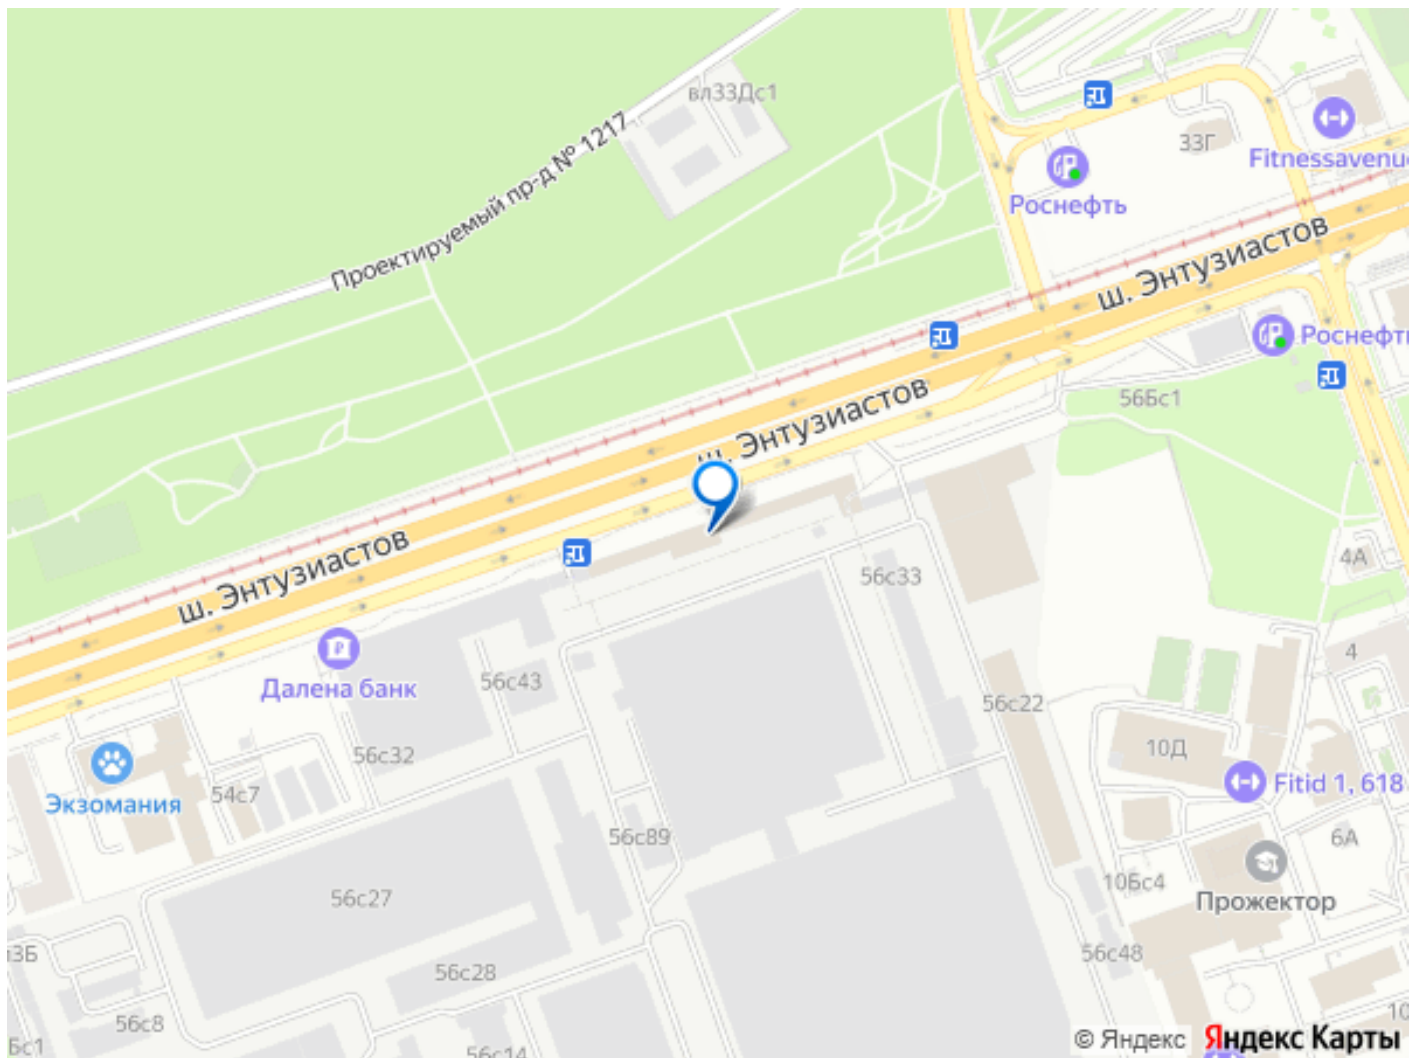 вл33Дс1
Проектируемый пр-д № 1217
33Г
Fitnessavenu
Роснефть
ш. Энтузиастов
Роснефть
56Бс1
ш. Энтузиастов
ш. Энтузиастов
4А
56с33
4
Далена банк
56с43
56с22
56с32
10Д
Экзомания
54с7
Fitid 1, 618
56с89
6А
10Бс4
56с27
Прожектор
56с48
56с28
56с8
56с14
10
© Яндекс
Яндекс Карты